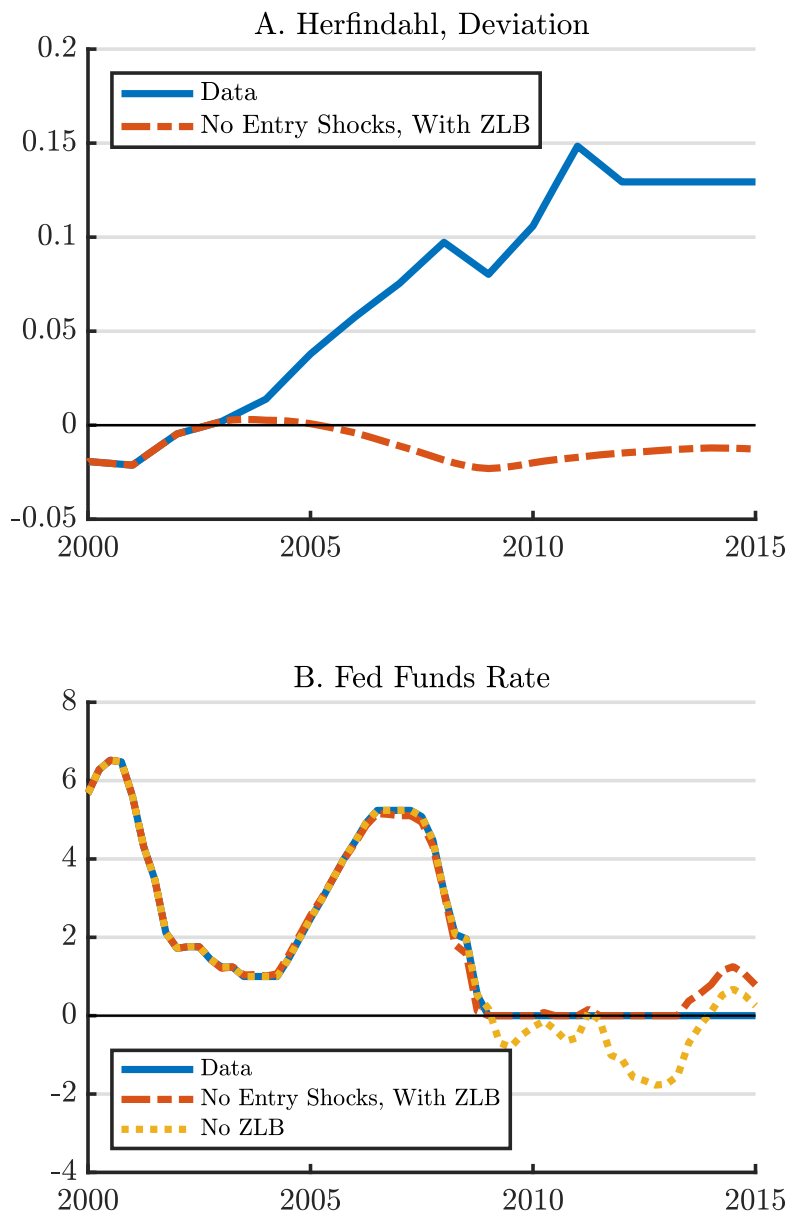 A. Herfindahl, Deviation
0.2
0.15
0.1
0.05
0
-0.05
Data
No Entry Shocks, With ZLB
2000 2005 2010 2015
B. Fed Funds Rate
8
6
4
2
0
-2
-4
Data
No Entry Shocks, With ZLB
No ZLB
2000 2005 2010 2015